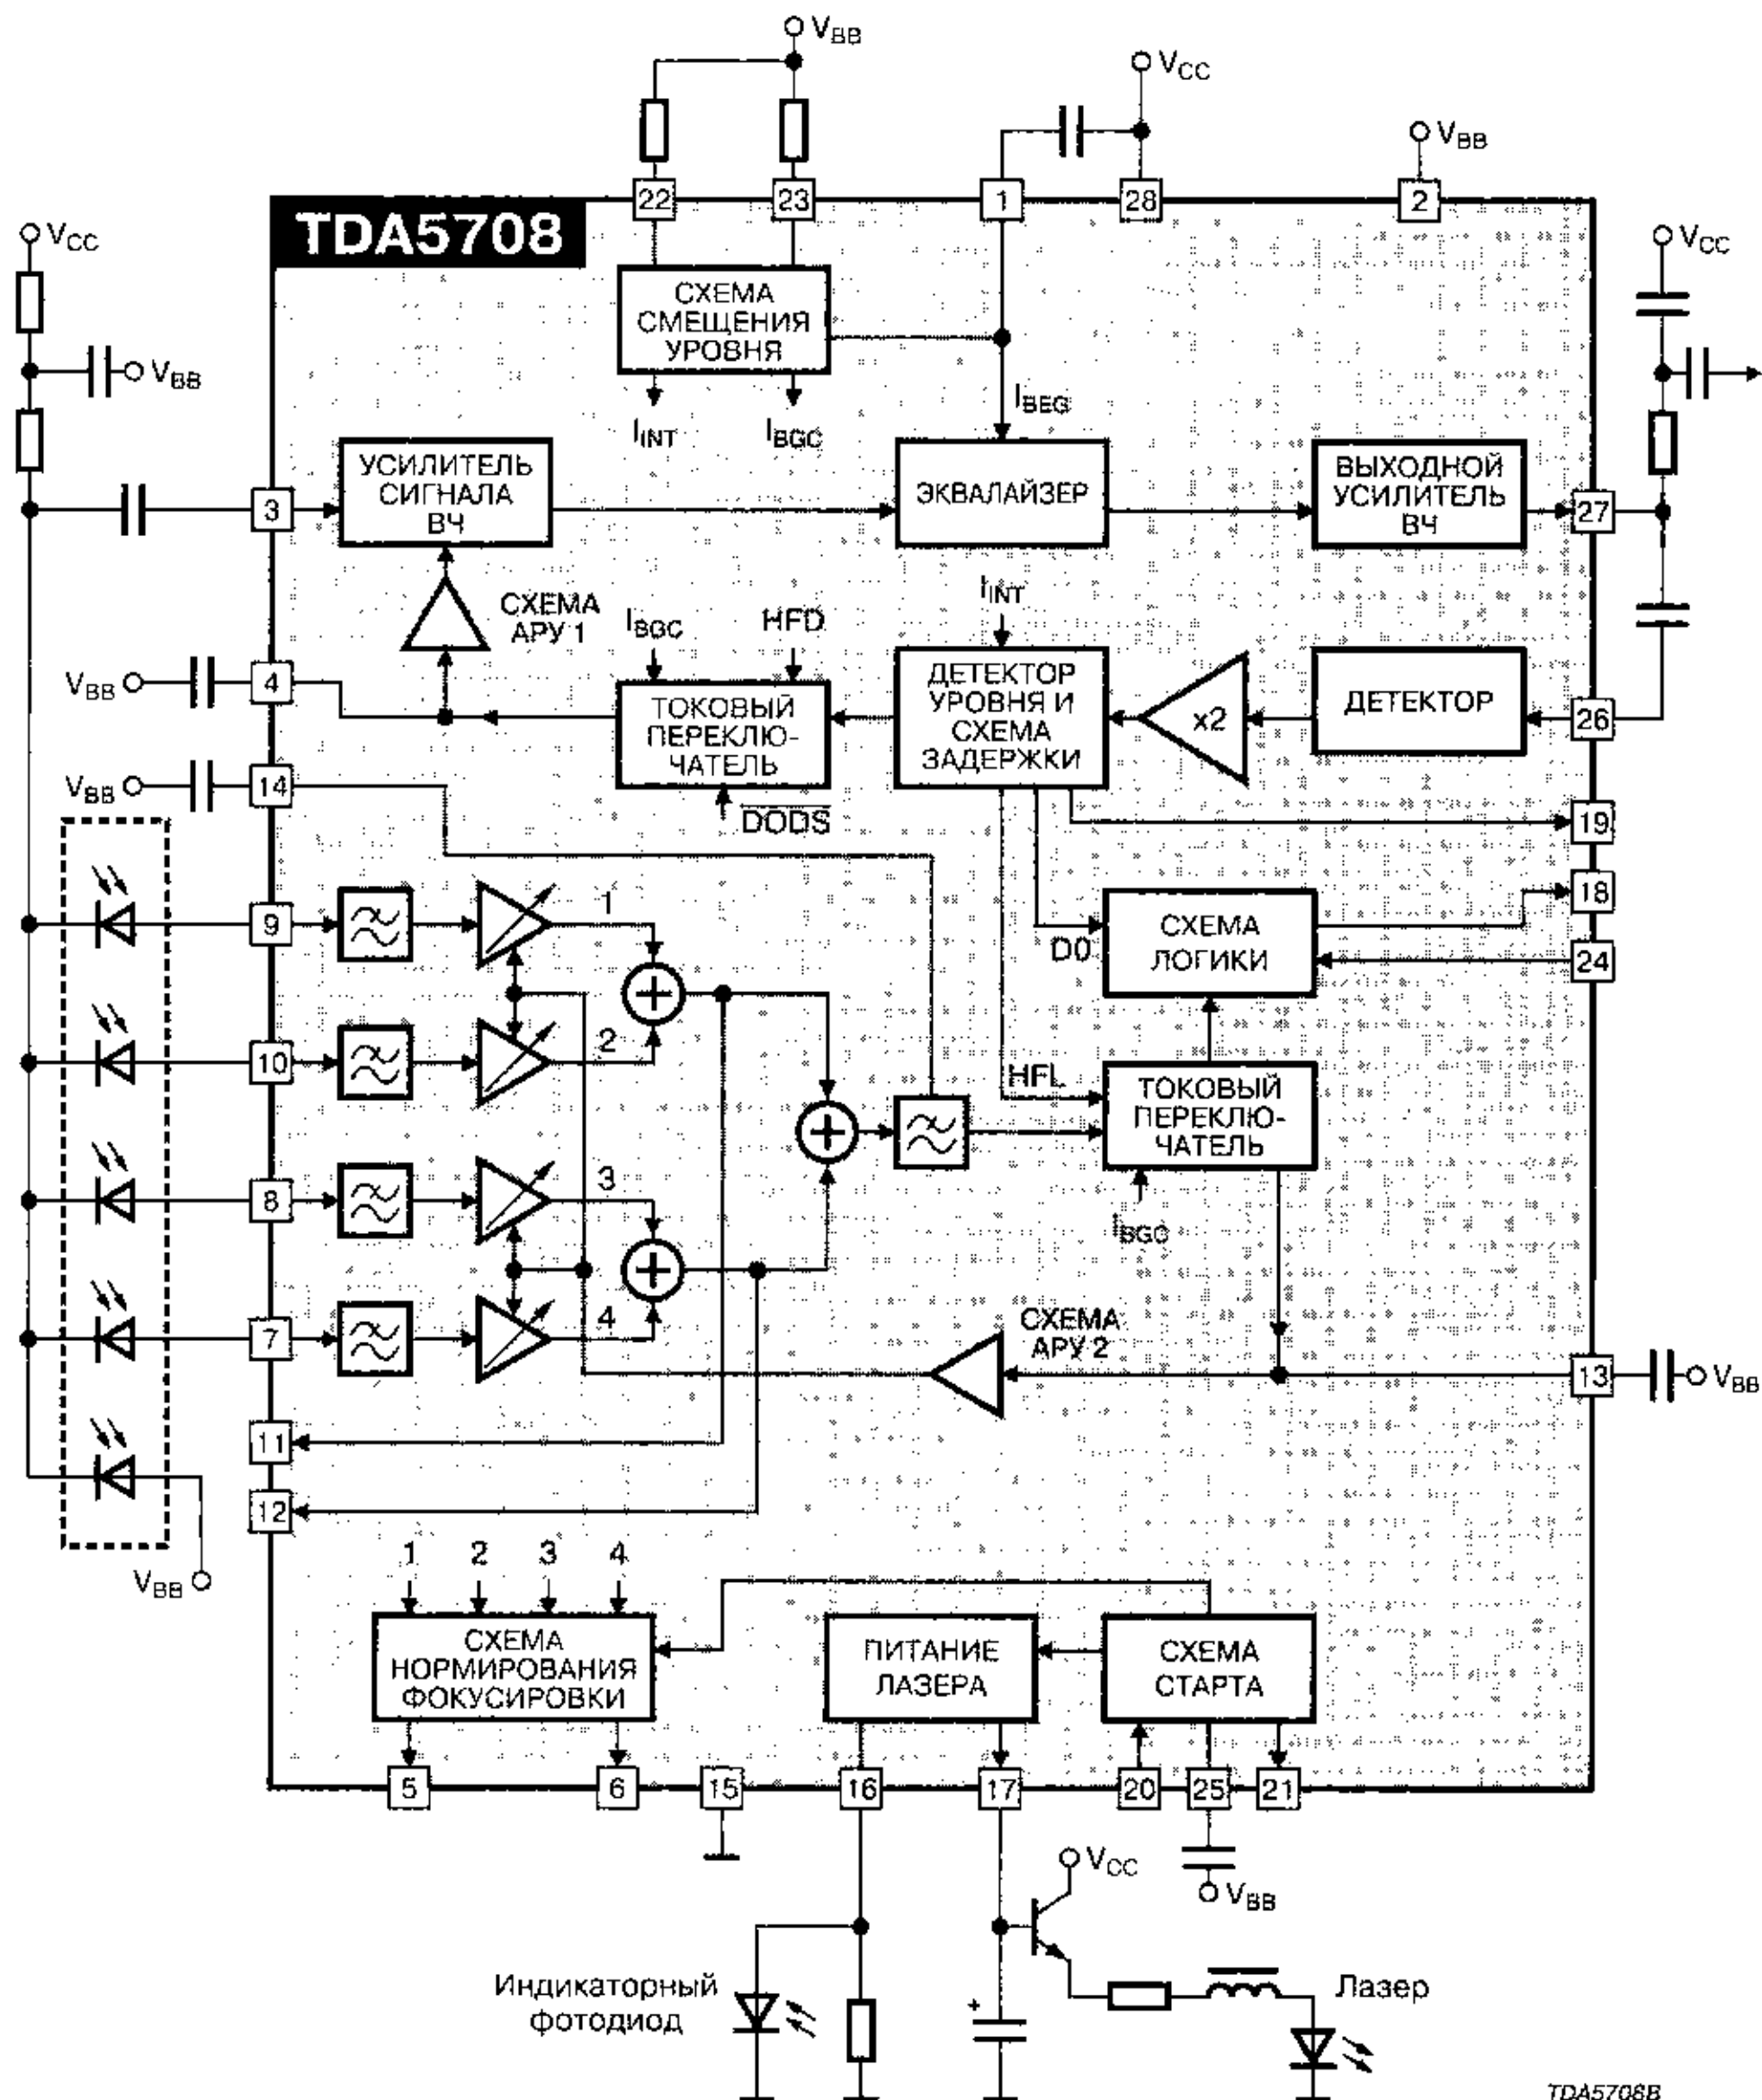 V_BB
V_CC
V_BB
22
23
1
28
2
TDA5708
V_CC
V_CC
СХЕМА
СМЕЩЕНИЯ
УРОВНЯ
V_BB
I_INT
I_BGC
I_BEG
УСИЛИТЕЛЬ
СИГНАЛА
ВЧ
ЭКВАЛАЙЗЕР
ВЫХОДНОЙ
УСИЛИТЕЛЬ
ВЧ
3
27
СХЕМА
АРУ 1
I_BGC
HFD
I_INT
V_BB
4
ТОКОВЫЙ
ПЕРЕКЛЮ-
ЧАТЕЛЬ
ДЕТЕКТОР
УРОВНЯ И
СХЕМА
ЗАДЕРЖКИ
x2
ДЕТЕКТОР
26
V_BB
14
DODS
19
18
9
1
D0
СХЕМА
ЛОГИКИ
24
10
2
HFL
ТОКОВЫЙ
ПЕРЕКЛЮ-
ЧАТЕЛЬ
8
3
I_BGC
7
4
СХЕМА
АРУ 2
13
V_BB
11
12
V_BB
1
2
3
4
СХЕМА
НОРМИРОВАНИЯ
ФОКУСИРОВКИ
ПИТАНИЕ
ЛАЗЕРА
СХЕМА
СТАРТА
5
6
15
16
17
20
25
21
V_CC
V_BB
Индикаторный
фотодиод
+
Лазер
TDA5708B